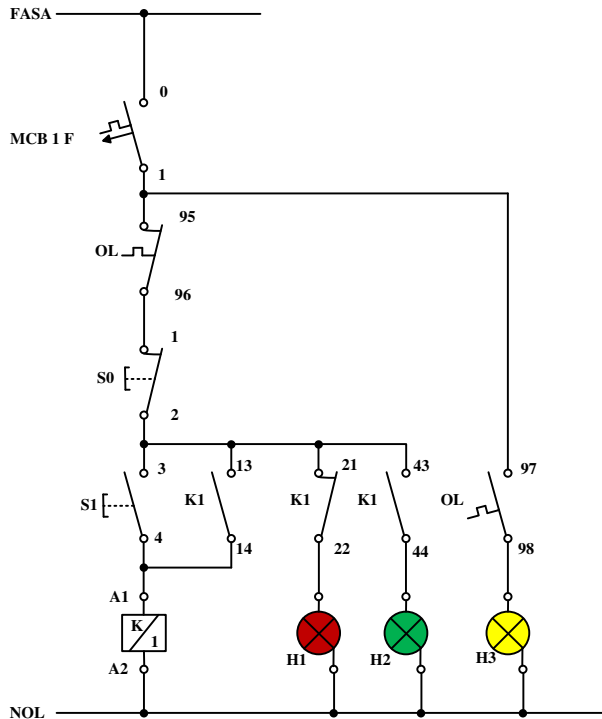 FASA
0
MCB 1 F
1
95
OL
96
1
S0
2
3 13 21 43 97
S1 K1 K1 K1 OL
4 14 22 44 98
A1
K
1
H1 H2 H3
A2
NOL